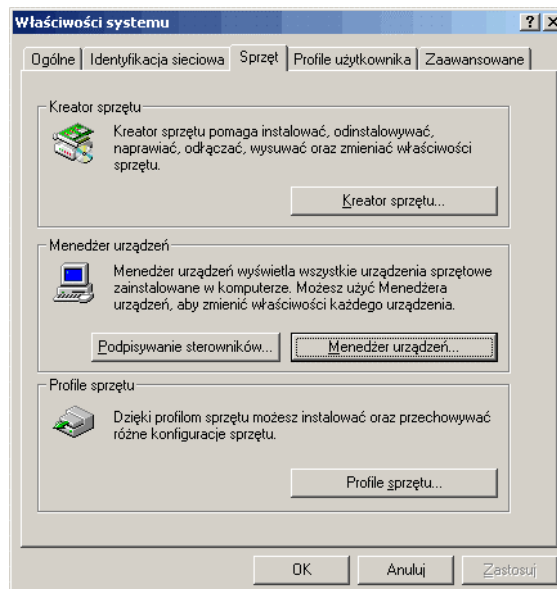 Właściwości systemu
Ogólne
Identyfikacja sieciowa
Sprzęt
Profile użytkownika
Zaawansowane
Kreator sprzętu
Kreator sprzętu pomaga instalować, odinstalowywać,
naprawiać, odłączać, wysuwać oraz zmieniać właściwości
sprzętu.
Kreator sprzętu...
Menedżer urządzeń
Menedżer urządzeń wyświetla wszystkie urządzenia sprzętowe
zainstalowane w komputerze. Możesz użyć Menedżera
urządzeń, aby zmienić właściwości każdego urządzenia.
Podpisywanie sterowników...
Menedżer urządzeń...
Profile sprzętu
Dzięki profilom sprzętu możesz instalować oraz przechowywać
różne konfiguracje sprzętu.
Profile sprzętu...
OK
Anuluj
Zastosuj